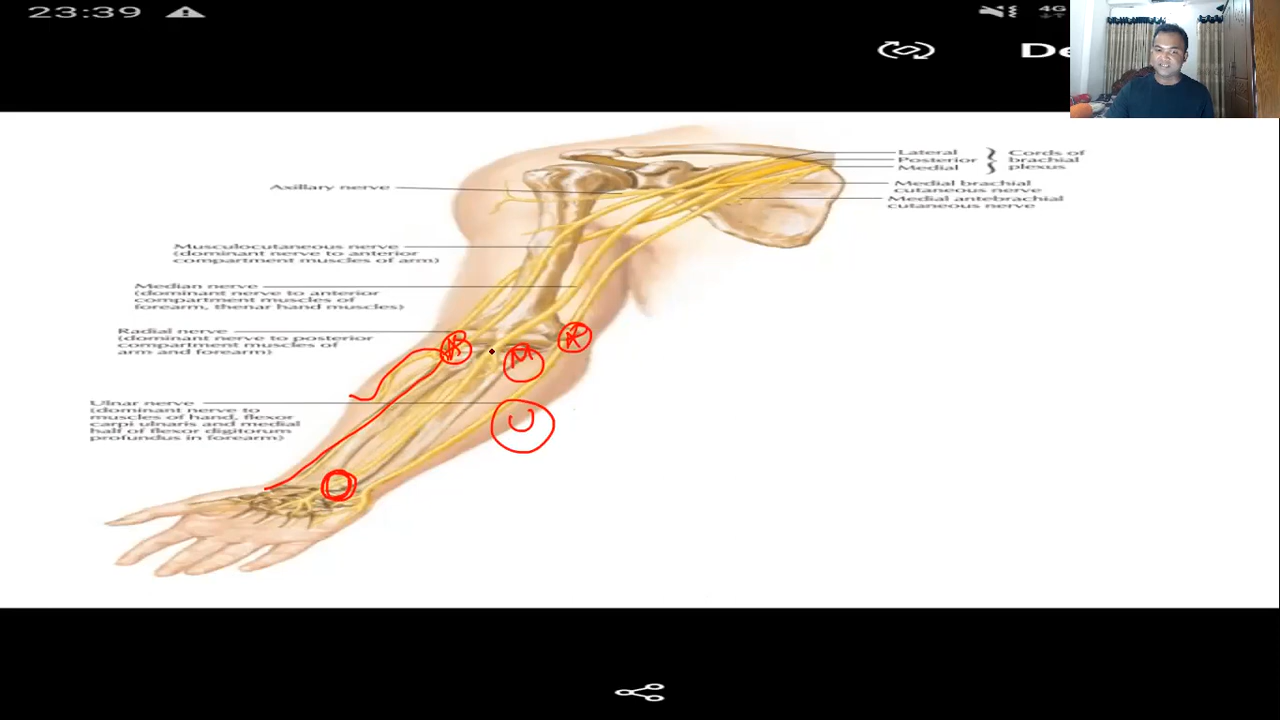 23:39
4G
De
Lateral
Posterior
Medial
Cords of
brachial
plexus
Axillary nerve
Medial brachial
cutaneous nerve
Medial antebrachial
cutaneous nerve
Musculocutaneous nerve
(dominant nerve to anterior
compartment muscles of arm)
Median nerve
(dominant nerve to anterior
compartment muscles of
forearm, thenar hand muscles)
Radial nerve
(dominant nerve to posterior
compartment muscles of
arm and forearm)
M
Ulnar nerve
(dominant nerve to
muscles of hand, flexor
carpi ulnaris and medial
half of flexor digitorum
profundus in forearm)
U